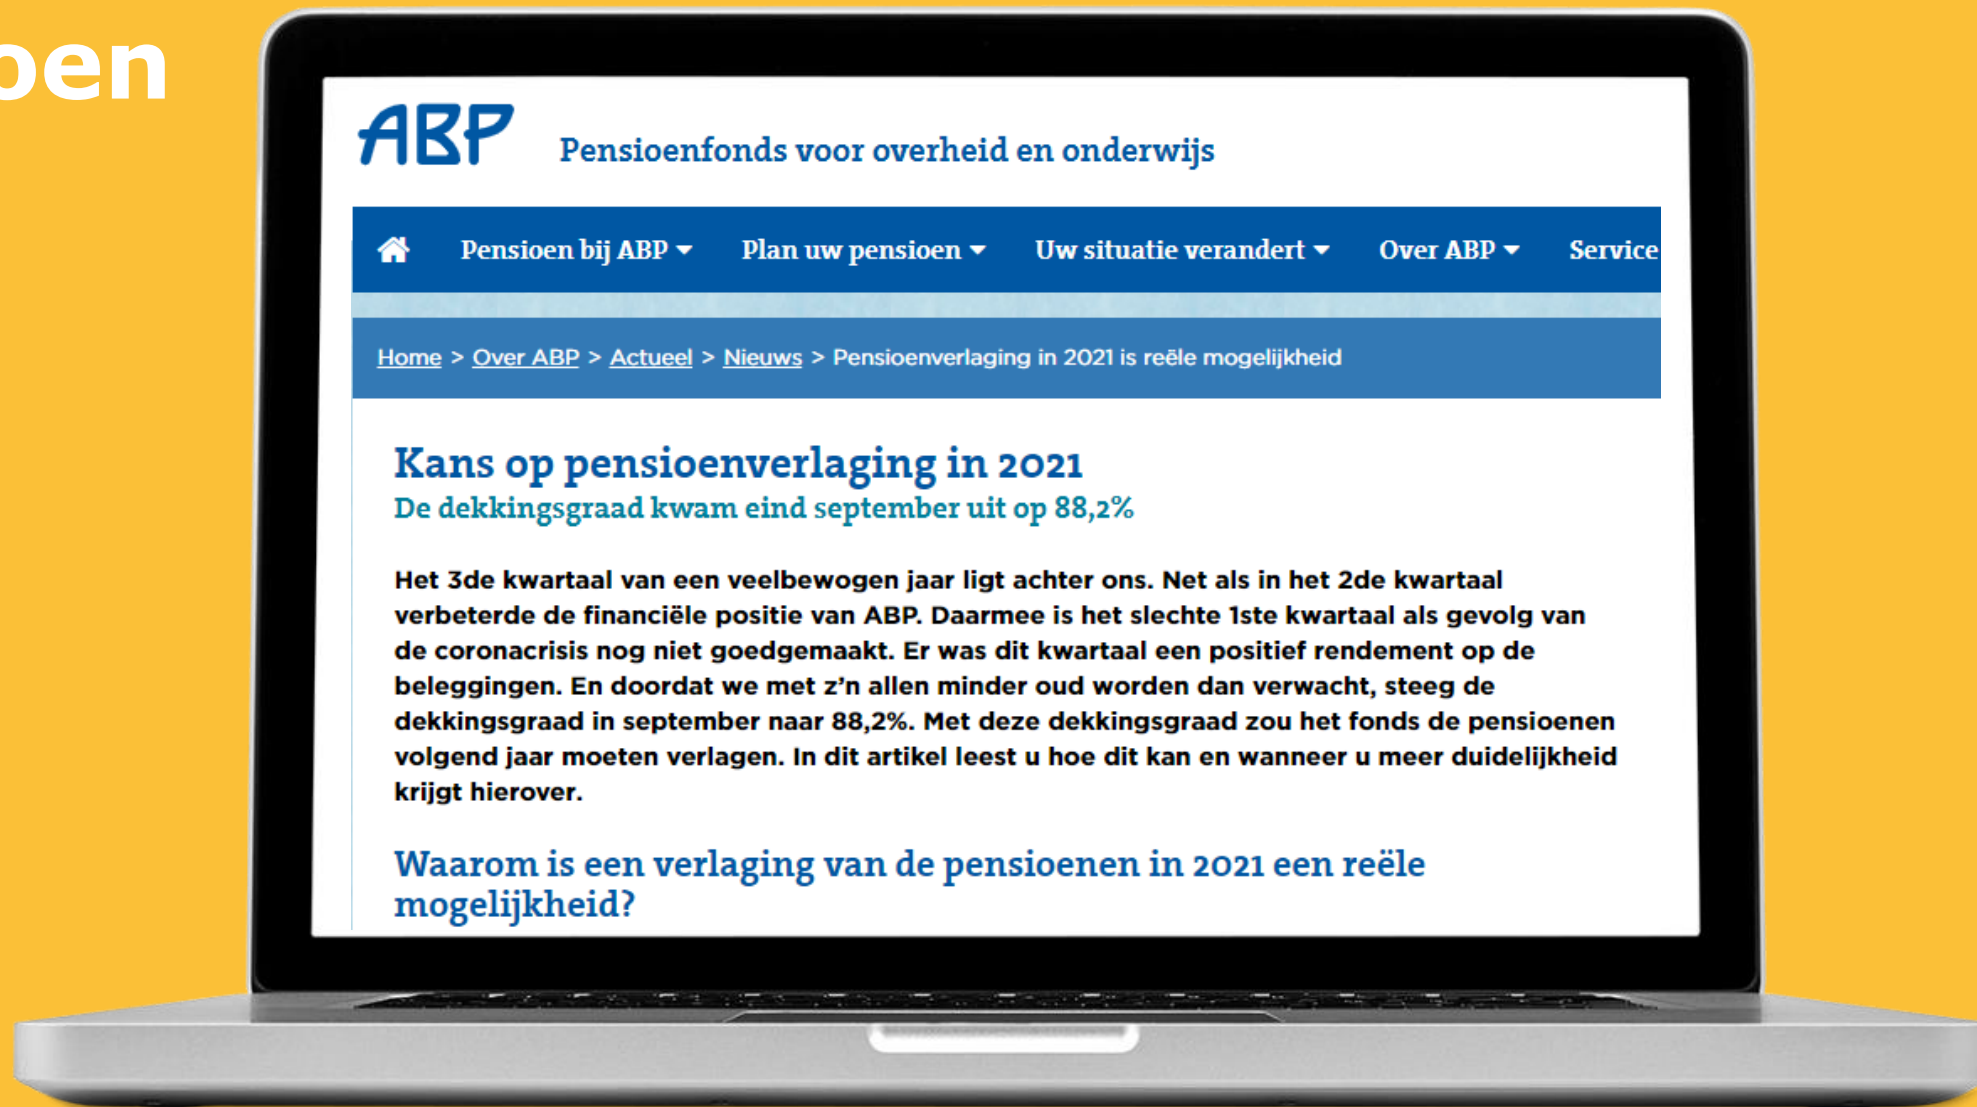 ABP
Pensioenfonds voor overheid en onderwijs
Pensioen bij ABP Plan uw pensioen Uw situatie verandert Over ABP Service
Home > Over ABP > Actueel > Nieuws > Pensioenverlaging in 2021 is reële mogelijkheid
Kans op pensioenverlaging in 2021
De dekkingsgraad kwam eind september uit op 88,2%
Het 3de kwartaal van een veelbewogen jaar ligt achter ons. Net als in het 2de kwartaal
verbeterde de financiële positie van ABP. Daarmee is het slechte 1ste kwartaal als gevolg van
de coronacrisis nog niet goedgemaakt. Er was dit kwartaal een positief rendement op de
beleggingen. En doordat we met z’n allen minder oud worden dan verwacht, steeg de
dekkingsgraad in september naar 88,2%. Met deze dekkingsgraad zou het fonds de pensioenen
volgend jaar moeten verlagen. In dit artikel leest u hoe dit kan en wanneer u meer duidelijkheid
krijgt hierover.
Waarom is een verlaging van de pensioenen in 2021 een reële
mogelijkheid?